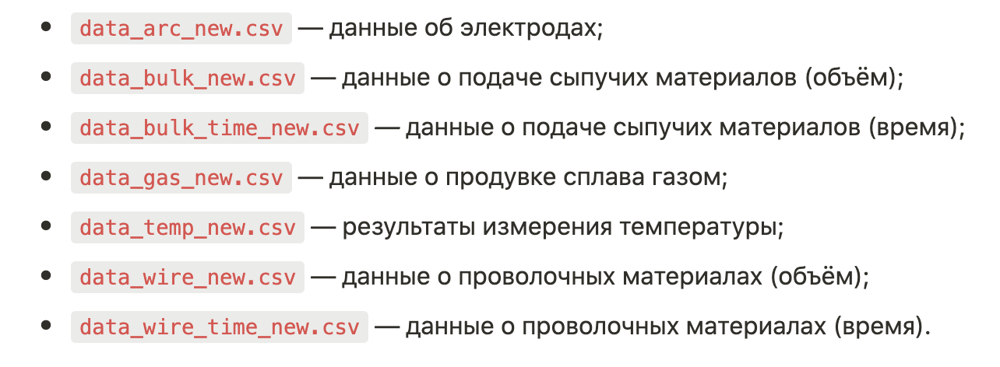 • data_arc_new.csv — данные об электродах;
• data_bulk_new.csv — данные о подаче сыпучих материалов (объём);
• data_bulk_time_new.csv — данные о подаче сыпучих материалов (время);
• data_gas_new.csv — данные о продувке сплава газом;
• data_temp_new.csv — результаты измерения температуры;
• data_wire_new.csv — данные о проволочных материалах (объём);
• data_wire_time_new.csv — данные о проволочных материалах (время).